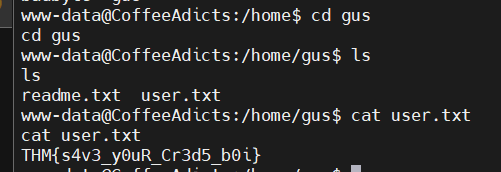 www-data@CoffeeAdicts:/home$ cd gus
cd gus
www-data@CoffeeAdicts:/home/gus$ ls
ls
readme.txt  user.txt
www-data@CoffeeAdicts:/home/gus$ cat user.txt
cat user.txt
THM{s4v3_y0uR_Cr3d5_b0i}